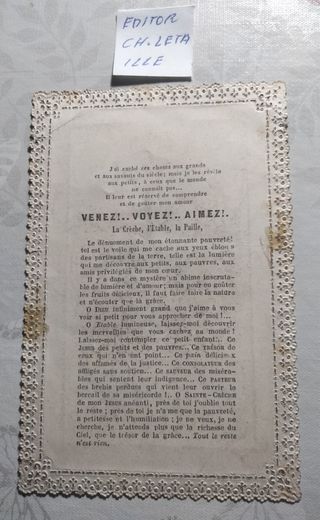 EDITOR
CH. LETA
ILLE
J'ai caché ces choses aux grands
et aux savants du siècle; mais je les révèle
aux petits, à ceux que le monde
ne connaît pas...
Il leur est réservé de comprendre
et de goûter mon amour
VENEZ!.. VOYEZ!.. AIMEZ!.
La Crèche, l'Étable, la Paille,
Le dénument de mon étonnante pauvreté!
tel est le voile qui me cache aux yeux éblouis
des partisans de la terre, telle est la lumière
qui me découvre aux petits, aux pauvres, aux
amis privilégiés de mon cœur.
Il y a dans ce mystère un abîme inscruta-
ble de lumière et d'amour; mais pour en goûter
les fruits délicieux, il faut faire taire la nature
et n'écouter que la grâce.
O DIEU infiniment grand que j'aime à vous
voir si petit pour vous approcher de moi!...
O Etable lumineuse, laissez-moi découvrir
les merveilles que vous cachez au monde!
Laissez-moi contempler, ce petit enfant!.. Ce
JÉSUS des petits et des pauvres... Ce trésor de
ceux qui n'en ont point... Ce pain délicieux
des affamés de la justice... Ce CONSOLATEUR des
affligés sans soutien... Ce SAUVEUR des miséra-
bles qui sentent leur indigence... Ce PASTEUR
des brebis perdues qui vient leur ouvrir le
bercail de sa miséricorde!.. O SAINTE-CRÈCHE
de mon JÉSUS anéanti, près de toi j'oublie tout
le reste; près de toi je n'aime que la pauvreté,
la petitesse et l'humiliation; je ne veux, je ne
cherche, je n'attends plus que la richesse du
Ciel, que le trésor de la grâce... Tout le reste
n'est rien.